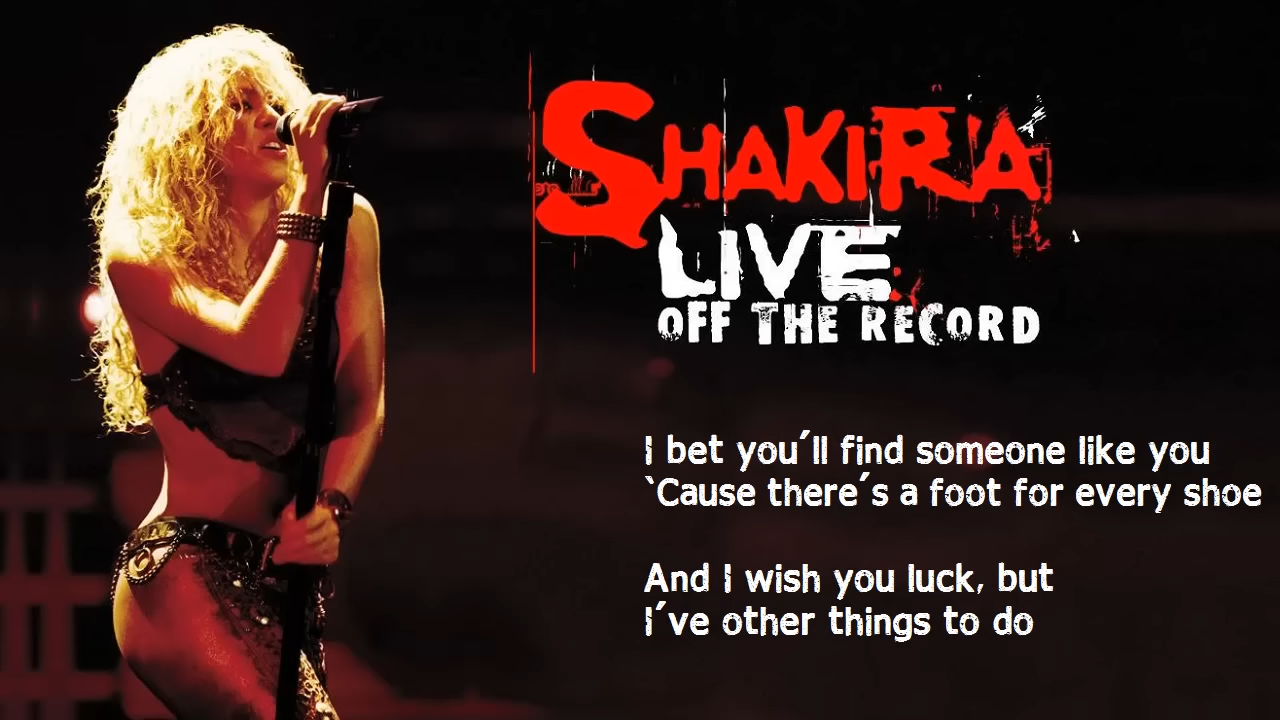 SHAKIRA
LIVE
OFF THE RECORD
I bet you´ll find someone like you
‘Cause there´s a foot for every shoe
And I wish you luck, but
I´ve other things to do